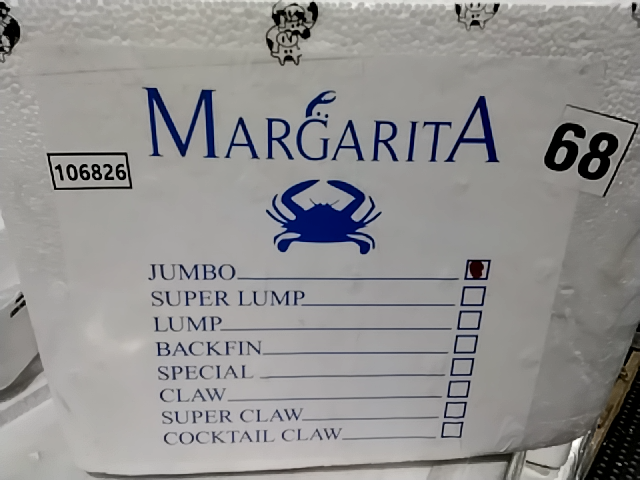 MARGARITA
106826
68
JUMBO
SUPER LUMP
LUMP
BACKFIN
SPECIAL
CLAW
SUPER CLAW
COCKTAIL CLAW